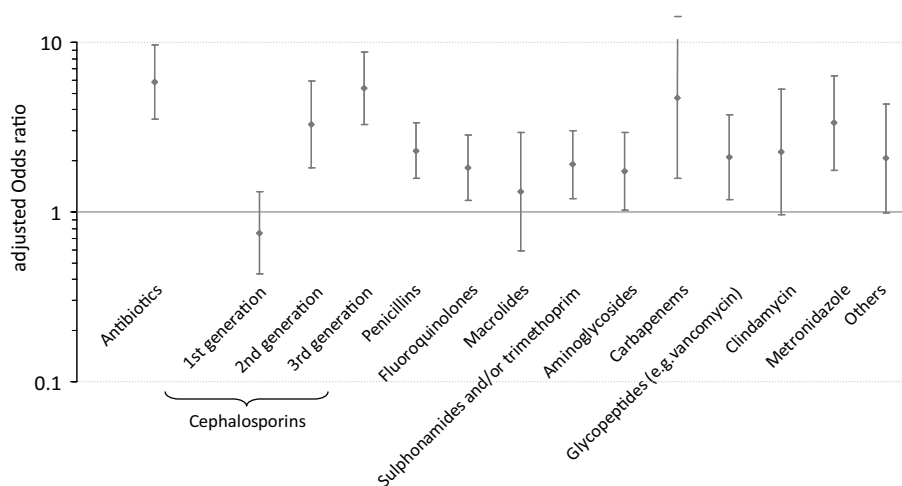 adjusted Odds ratio
10
1
0.1
Antibiotics
1st generation
2nd generation
3rd generation
Penicillins
Fluoroquinolones
Macrolides
Sulphonamides and/or trimethoprim
Aminoglycosides
Carbapenems
Glycopeptides (e.g. vancomycin)
Clindamycin
Metronidazole
Others
Cephalosporins